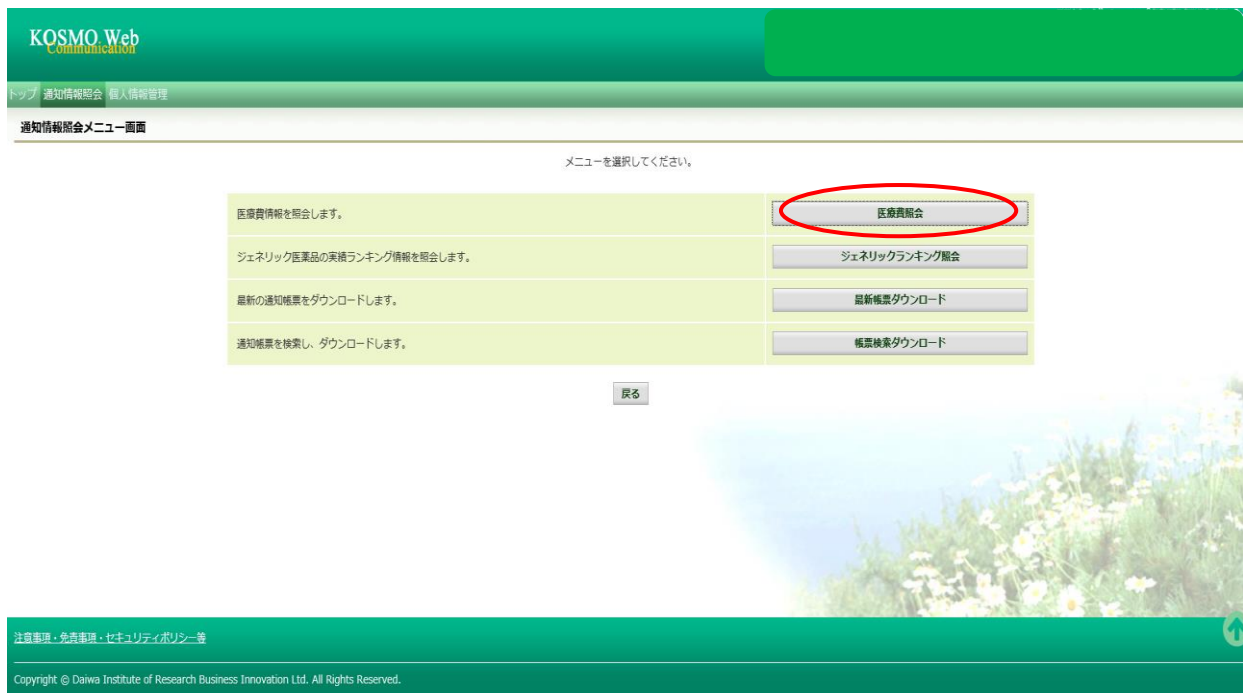 KOSMO Web
Communication
トップ 通知情報照会 個人情報管理
通知情報照会メニュー画面
メニューを選択してください。
医療費情報を照会します。 医療費照会
ジェネリック医薬品の実績ランキング情報を照会します。 ジェネリックランキング照会
最新の通知帳票をダウンロードします。 最新帳票ダウンロード
通知帳票を検索し、ダウンロードします。 帳票検索ダウンロード
戻る
注意事項・免責事項・セキュリティポリシー等
Copyright © Daiwa Institute of Research Business Innovation Ltd. All Rights Reserved.